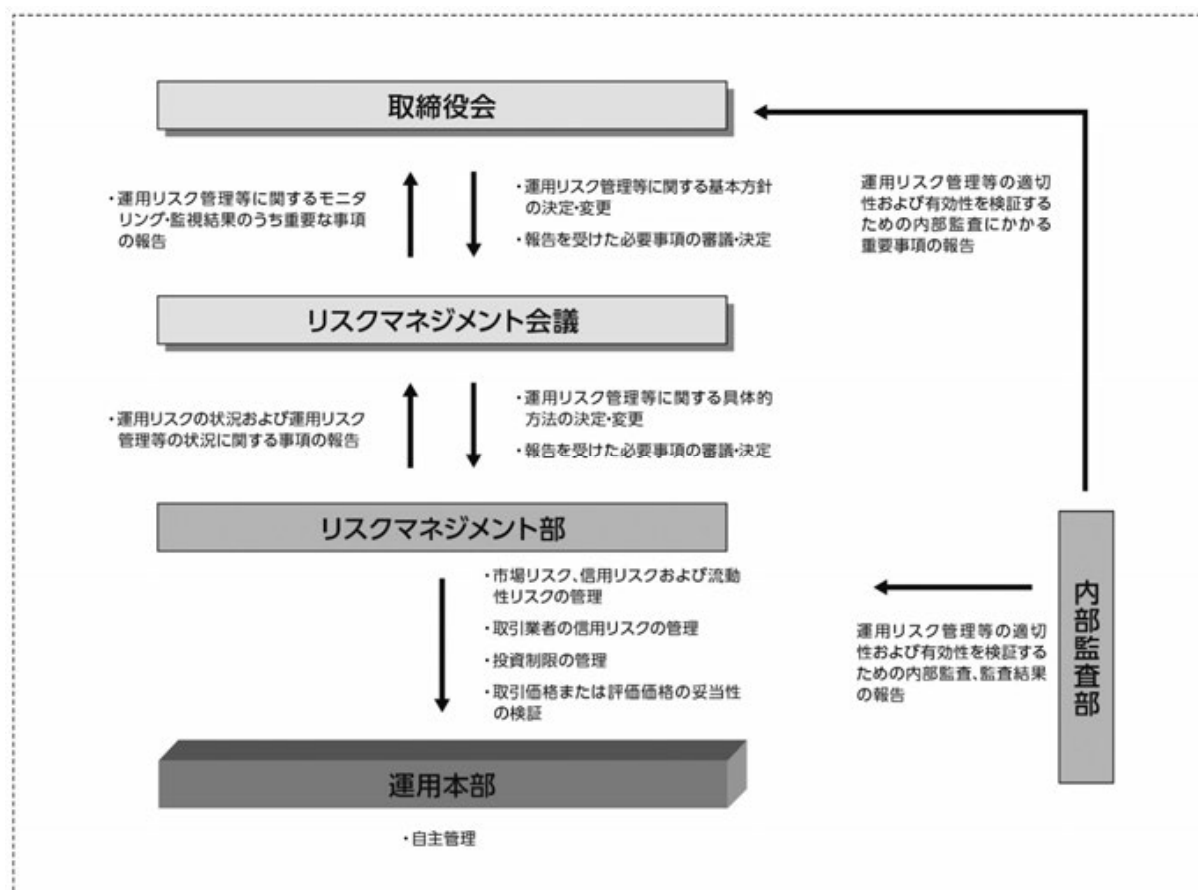 取締役会
・運用リスク管理等に関するモニタ
リング・監視結果のうち重要な事項
の報告
・運用リスク管理等に関する基本方針
の決定・変更
・報告を受けた必要事項の審議・決定
運用リスク管理等の適切
性および有効性を検証する
ための内部監査にかかる
重要事項の報告
リスクマネジメント会議
・運用リスクの状況および運用リスク
管理等の状況に関する事項の報告
・運用リスク管理等に関する具体的
方法の決定・変更
・報告を受けた必要事項の審議・決定
リスクマネジメント部
・市場リスク、信用リスクおよび流動
性リスクの管理
・取引業者の信用リスクの管理
・投資制限の管理
・取引価格または評価価格の妥当性
の検証
運用リスク管理等の適切
性および有効性を検証する
ための内部監査、監査結果
の報告
内部監査部
運用本部
・自主管理